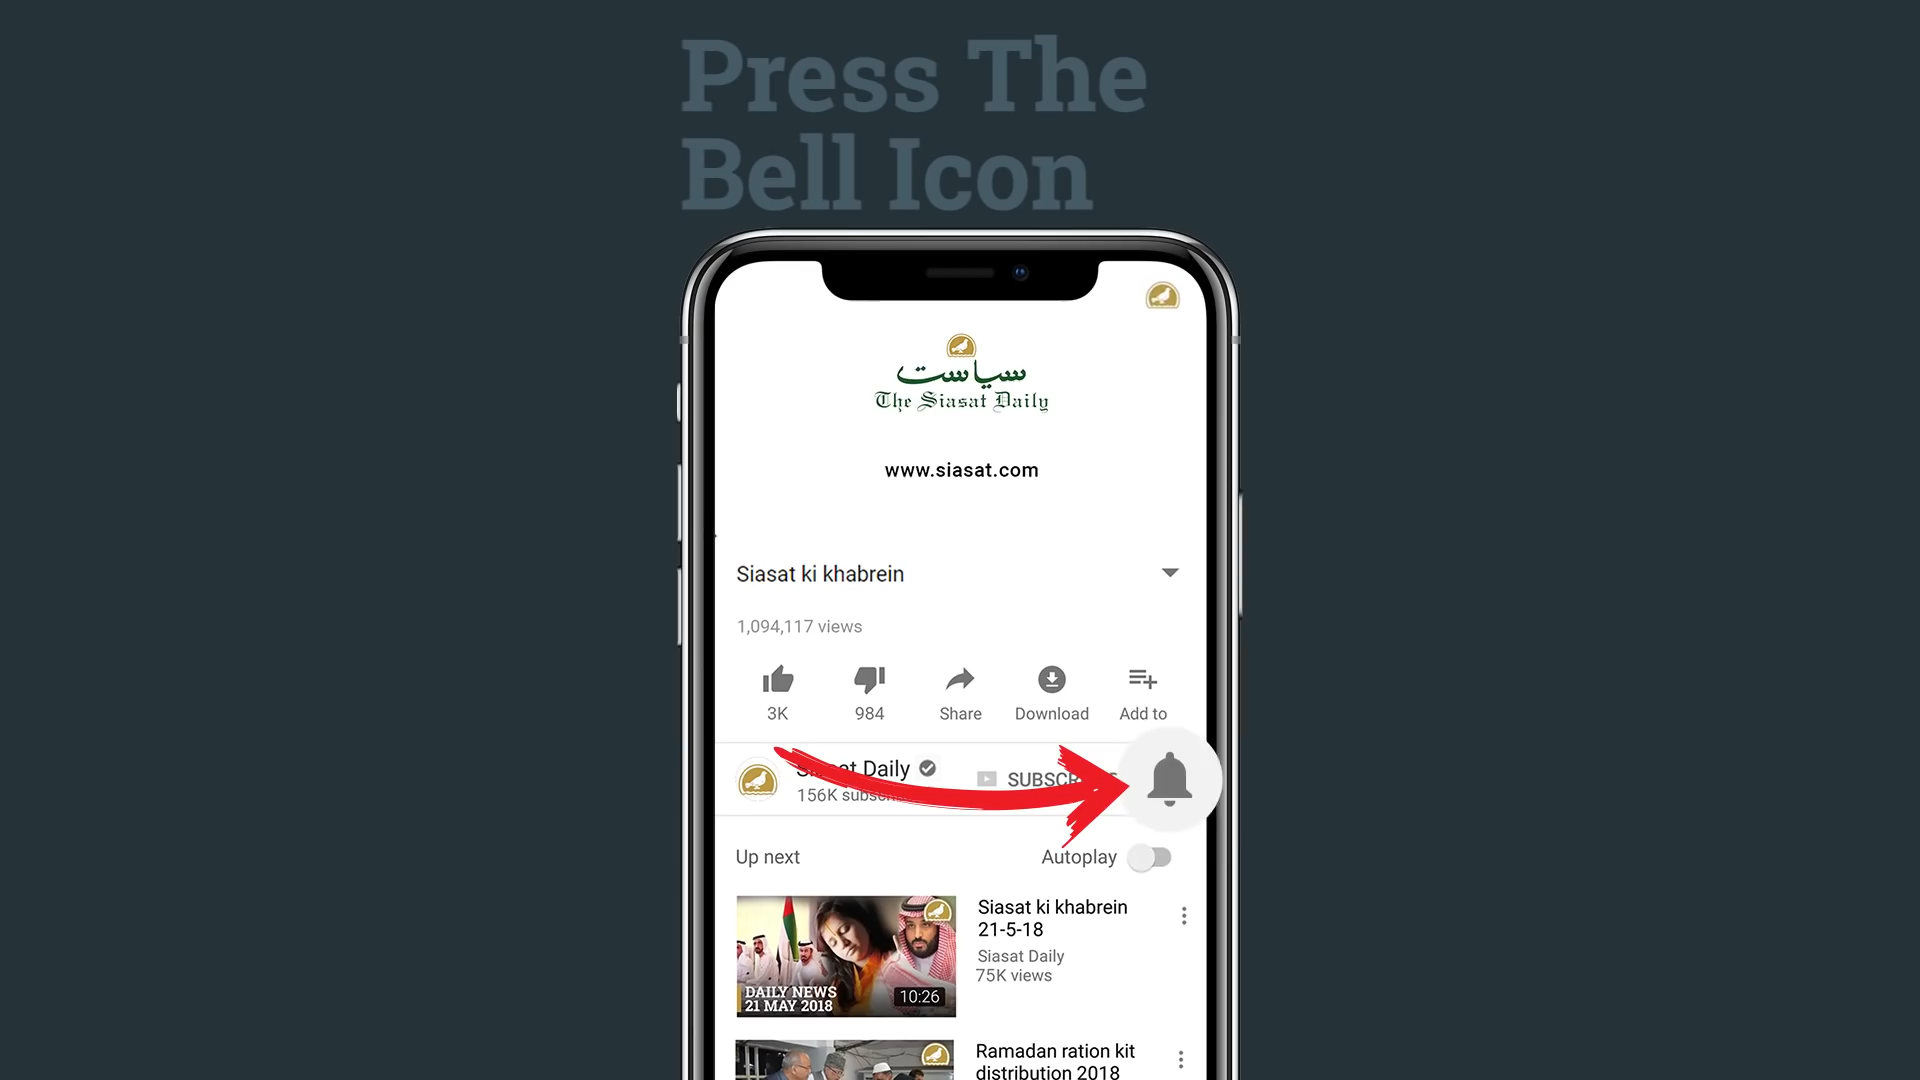 Press The
Bell Icon
سیاست
The Siasat Daily
www.siasat.com
Siasat ki khabrein
1,094,117 views
3K
984
Share
Download
Add to
Daily
156K
Up next
Autoplay
Siasat ki khabrein
21-5-18
Siasat Daily
75K views
DAILY NEWS
21 MAY 2018
10:26
Ramadan ration kit
distribution 2018